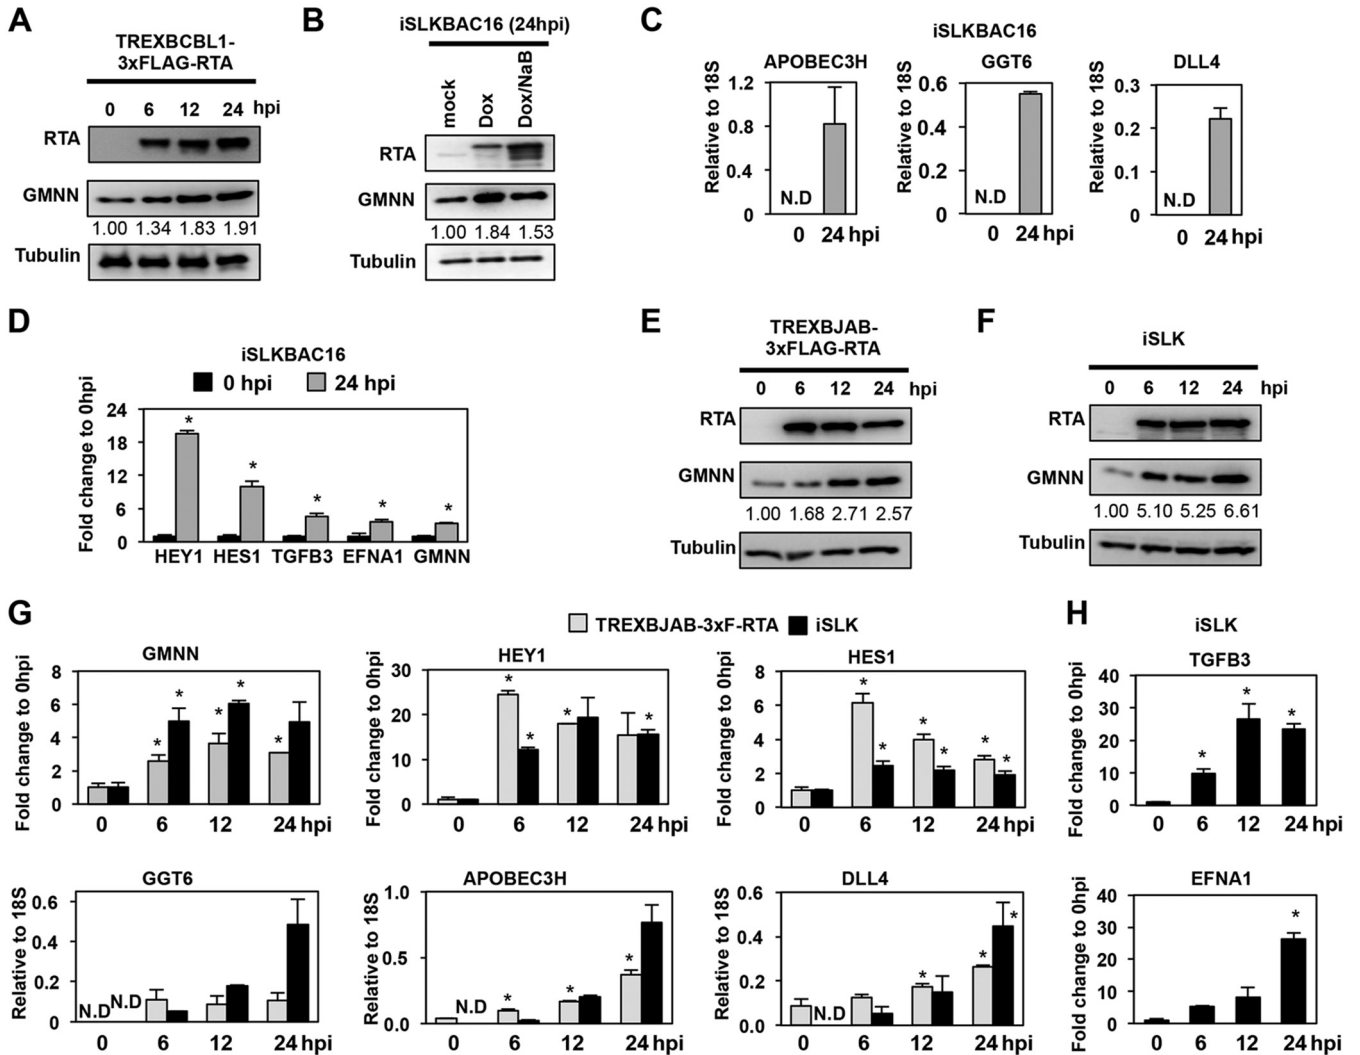 A
TREXBCBL1-
3xFLAG-RTA
0 6 12 24 hpi
RTA
GMNN
1.00 1.34 1.83 1.91
Tubulin
B
iSLKBAC16 (24hpi)
mock Dox Dox/NaB
RTA
GMNN
1.00 1.84 1.53
Tubulin
C
iSLKBAC16
APOBEC3H
Relative to 18S
1.2
0.8
0.4
0
N.D
0 24 hpi
GGT6
Relative to 18S
0.6
0.4
0.2
0
N.D
0 24 hpi
DLL4
Relative to 18S
0.3
0.2
0.1
0
N.D
0 24 hpi
D
iSLKBAC16
0 hpi 24 hpi
Fold change to 0hpi
24
18
12
6
0
* * * * *
HEY1 HES1 TGFB3 EFNA1 GMNN
E
TREXBJAB-
3xFLAG-RTA
0 6 12 24 hpi
RTA
GMNN
1.00 1.68 2.71 2.57
Tubulin
F
iSLK
0 6 12 24 hpi
RTA
GMNN
1.00 5.10 5.25 6.61
Tubulin
G
TREXBJAB-3xF-RTA iSLK
GMNN
Fold change to 0hpi
8
6
4
2
0
* * * * *
0 6 12 24 hpi
HEY1
Fold change to 0hpi
30
20
10
0
* * * *
0 6 12 24 hpi
HES1
Fold change to 0hpi
8
6
4
2
0
* * * * * *
0 6 12 24 hpi
GGT6
Relative to 18S
0.6
0.4
0.2
0
N.D N.D
0 6 12 24 hpi
APOBEC3H
Relative to 18S
1.0
0.5
0.0
N.D
* * *
0 6 12 24 hpi
DLL4
Relative to 18S
0.6
0.4
0.2
0.0
N.D
* * *
0 6 12 24 hpi
H
iSLK
TGFB3
Fold change to 0hpi
40
30
20
10
0
* * *
0 6 12 24 hpi
EFNA1
Fold change to 0hpi
40
30
20
10
0
*
0 6 12 24 hpi